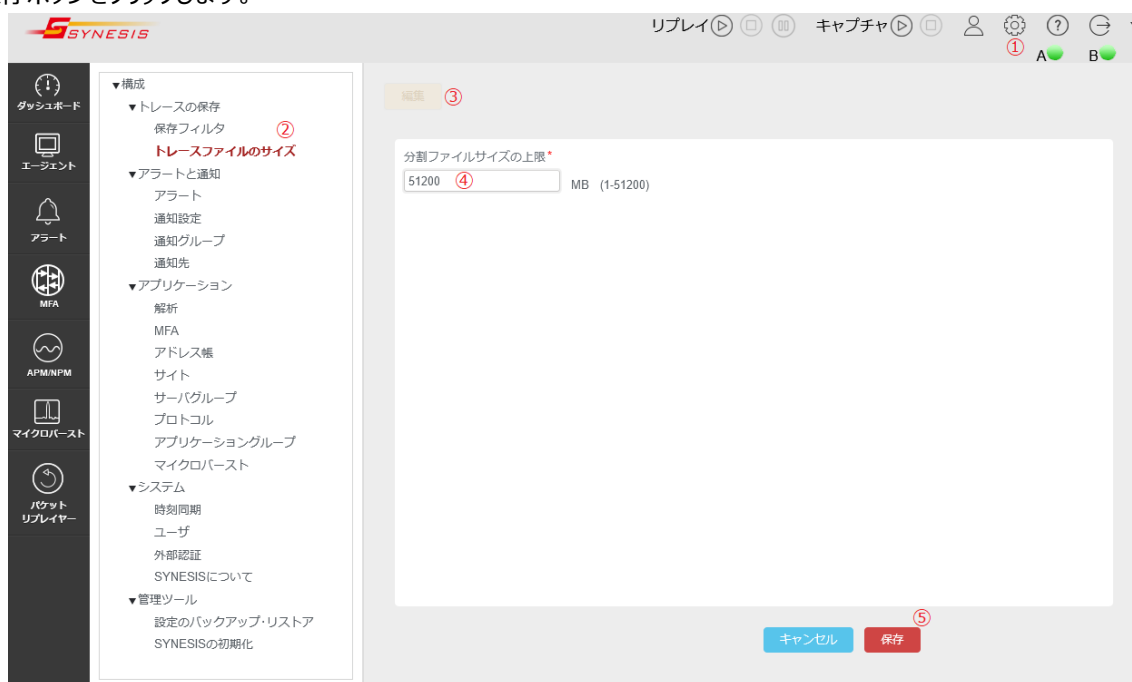 存ボタンをクリックします。
SYNESIS
リプレイ
キャプチャ
①
A
B
ダッシュボード
エージェント
アラート
MFA
APM/NPM
マイクロバースト
パケット
リプレイヤー
▼構成
▼トレースの保存
保存フィルタ
②
トレースファイルのサイズ
▼アラートと通知
アラート
通知設定
通知グループ
通知先
▼アプリケーション
解析
MFA
アドレス帳
サイト
サーバグループ
プロトコル
アプリケーショングループ
マイクロバースト
▼システム
時刻同期
ユーザ
外部認証
SYNESISについて
▼管理ツール
設定のバックアップ・リストア
SYNESISの初期化
編集 ③
分割ファイルサイズの上限*
51200 ④ MB (1-51200)
⑤
キャンセル 保存